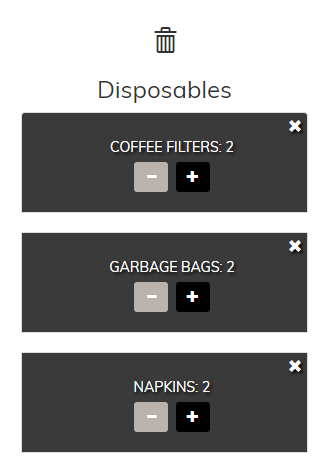 Disposables
✖
COFFEE FILTERS: 2
− +
✖
GARBAGE BAGS: 2
− +
✖
NAPKINS: 2
− +